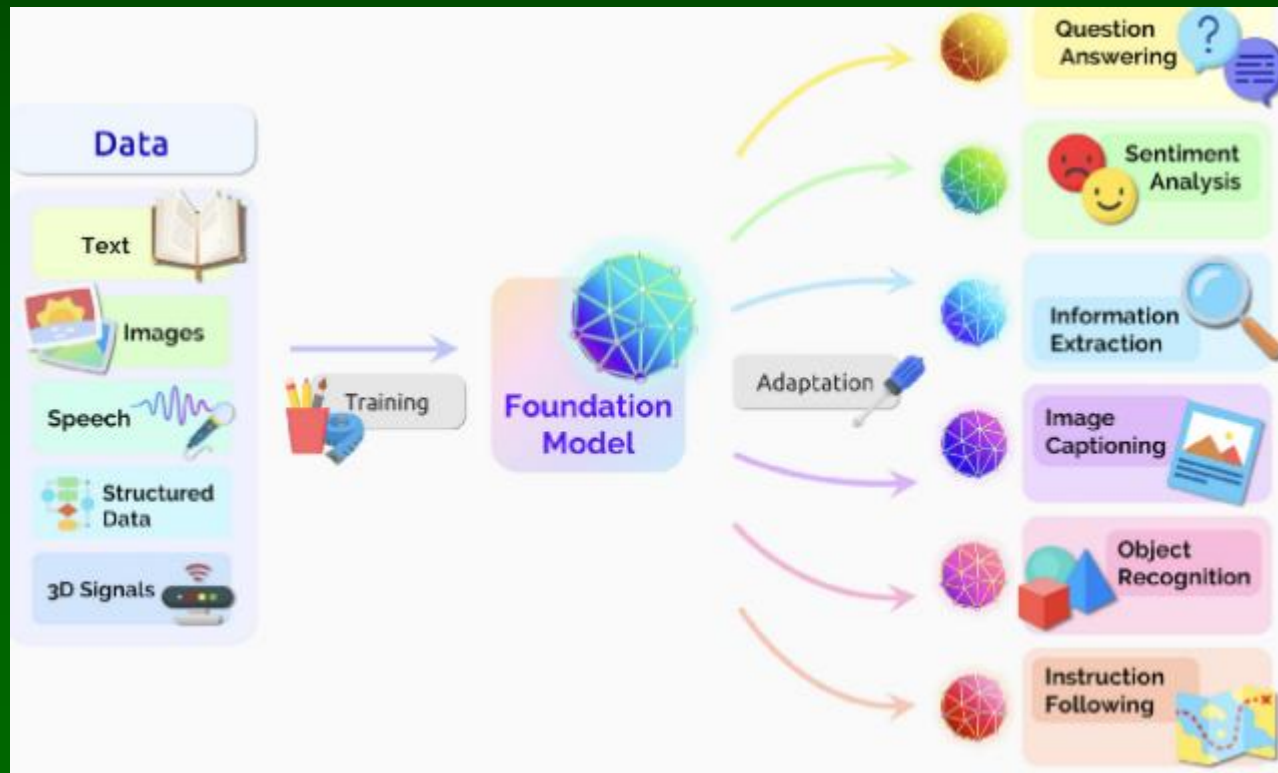 Data
Text
Images
Speech
Structured
Data
3D Signals
Training
Foundation
Model
Adaptation
Question
Answering
?
Sentiment
Analysis
Information
Extraction
Image
Captioning
Object
Recognition
Instruction
Following